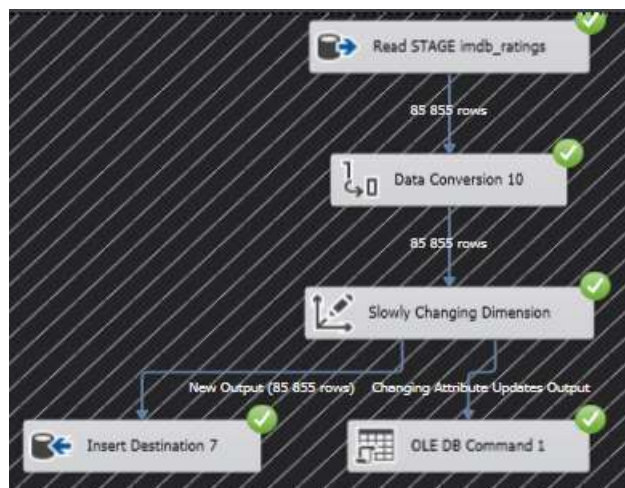 Read STAGE imdb_ratings
85 855 rows
Data Conversion 10
85 855 rows
Slowly Changing Dimension
New Output (85 855 rows) Changing Attribute Updates Output
Insert Destination 7
OLE DB Command 1